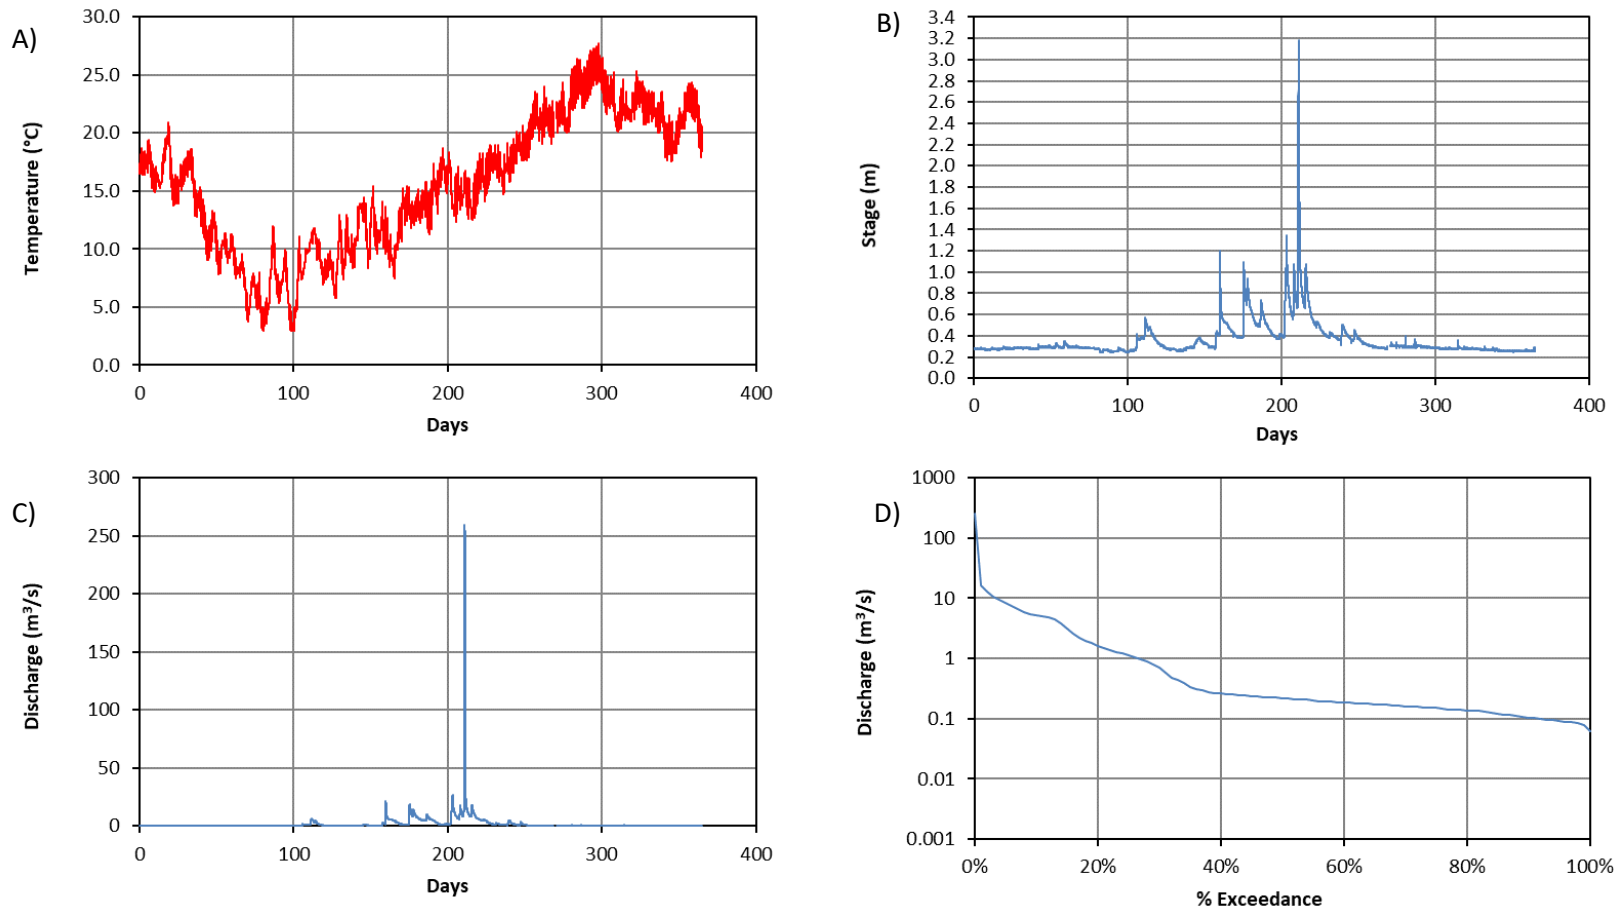 A)
Temperature (°C)
30.0
25.0
20.0
15.0
10.0
5.0
0.0
0 100 200 300 400
Days
B)
Stage (m)
3.4
3.2
3.0
2.8
2.6
2.4
2.2
2.0
1.8
1.6
1.4
1.2
1.0
0.8
0.6
0.4
0.2
0.0
0 100 200 300 400
Days
C)
Discharge (m³/s)
300
250
200
150
100
50
0
0 100 200 300 400
Days
D)
Discharge (m³/s)
1000
100
10
1
0.1
0.01
0.001
0% 20% 40% 60% 80% 100%
% Exceedance